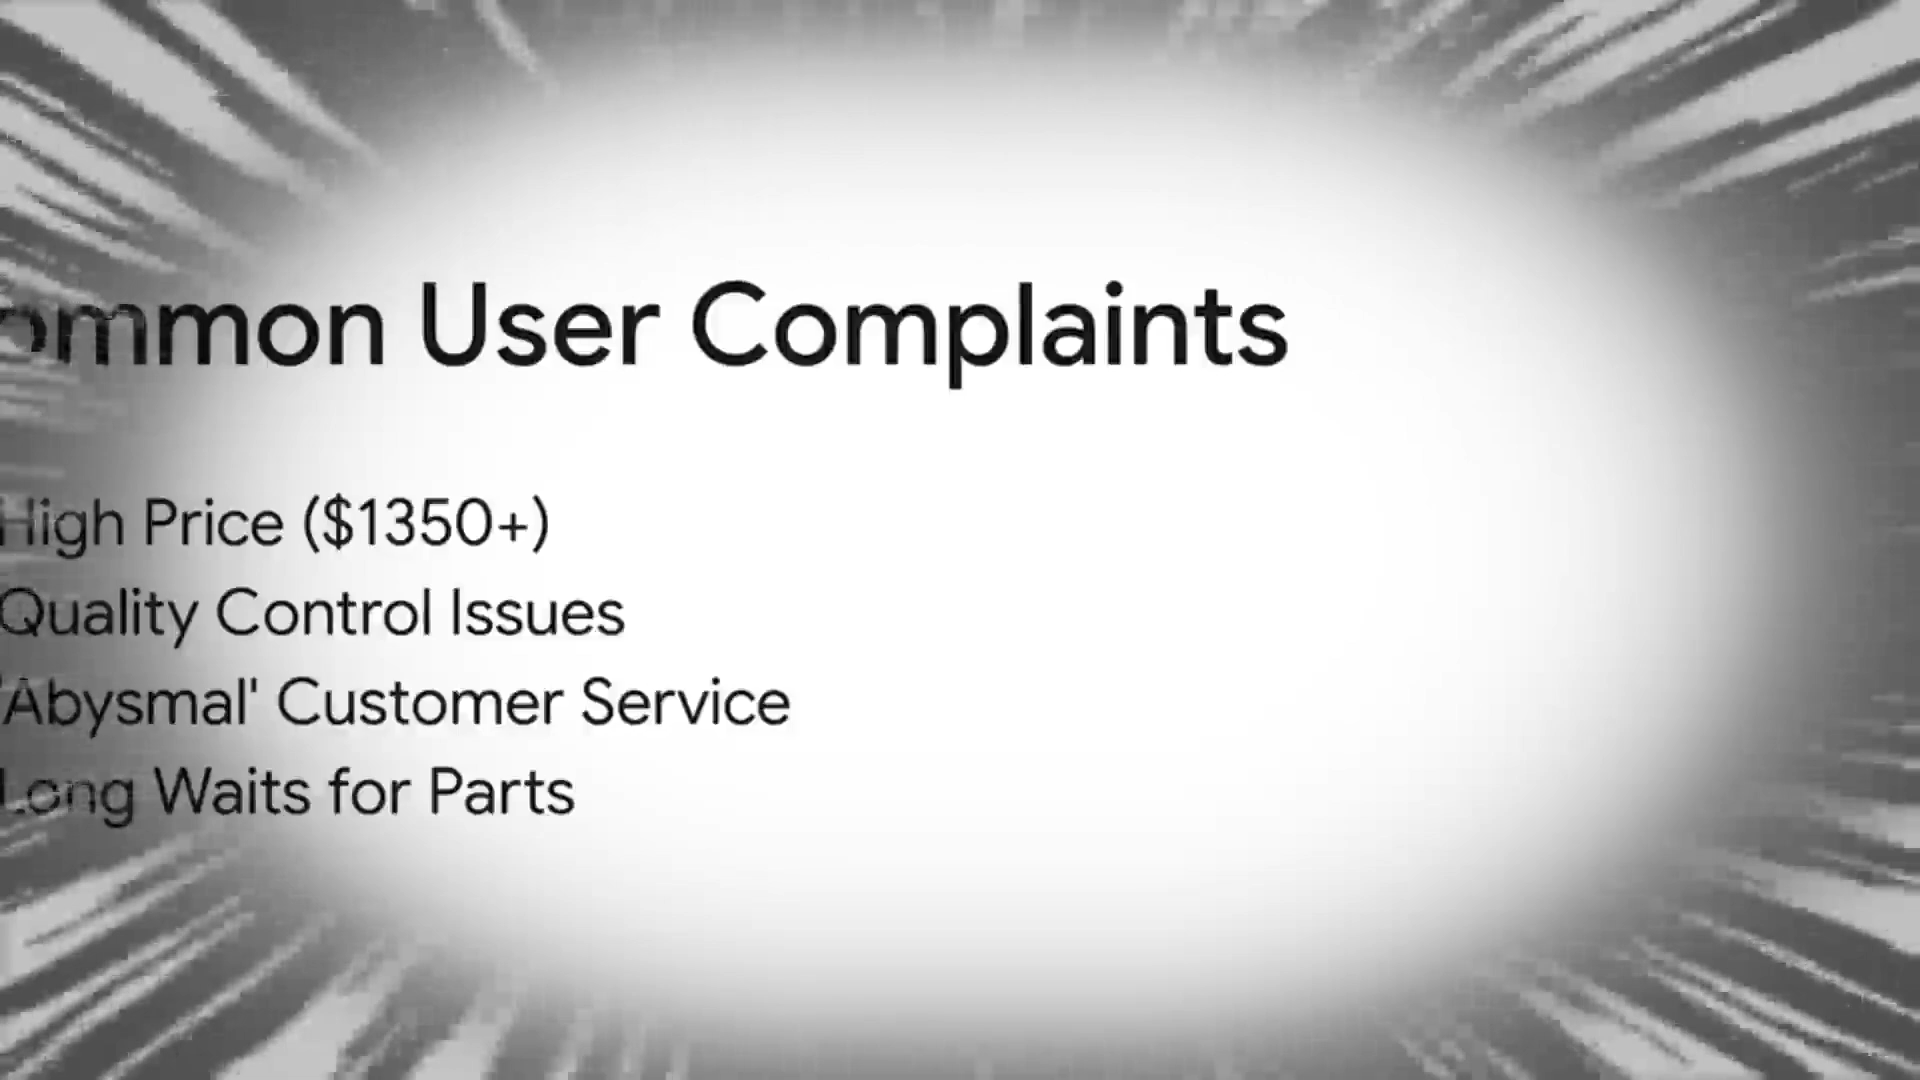 ommon User Complaints
High Price ($1350+)
Quality Control Issues
'Abysmal' Customer Service
Long Waits for Parts